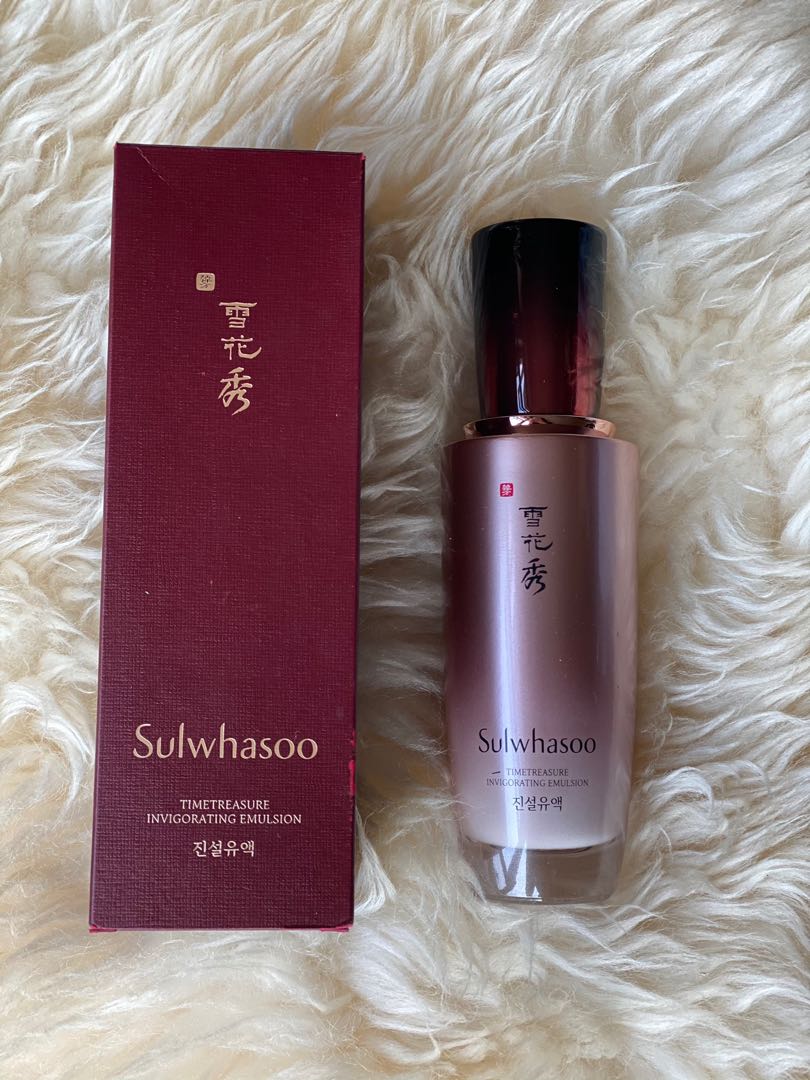 雪
花
秀
Sulwhasoo
TIMETREASURE
INVIGORATING EMULSION
진설유액
雪
花
秀
Sulwhasoo
TIMETREASURE
INVIGORATING EMULSION
진설유액